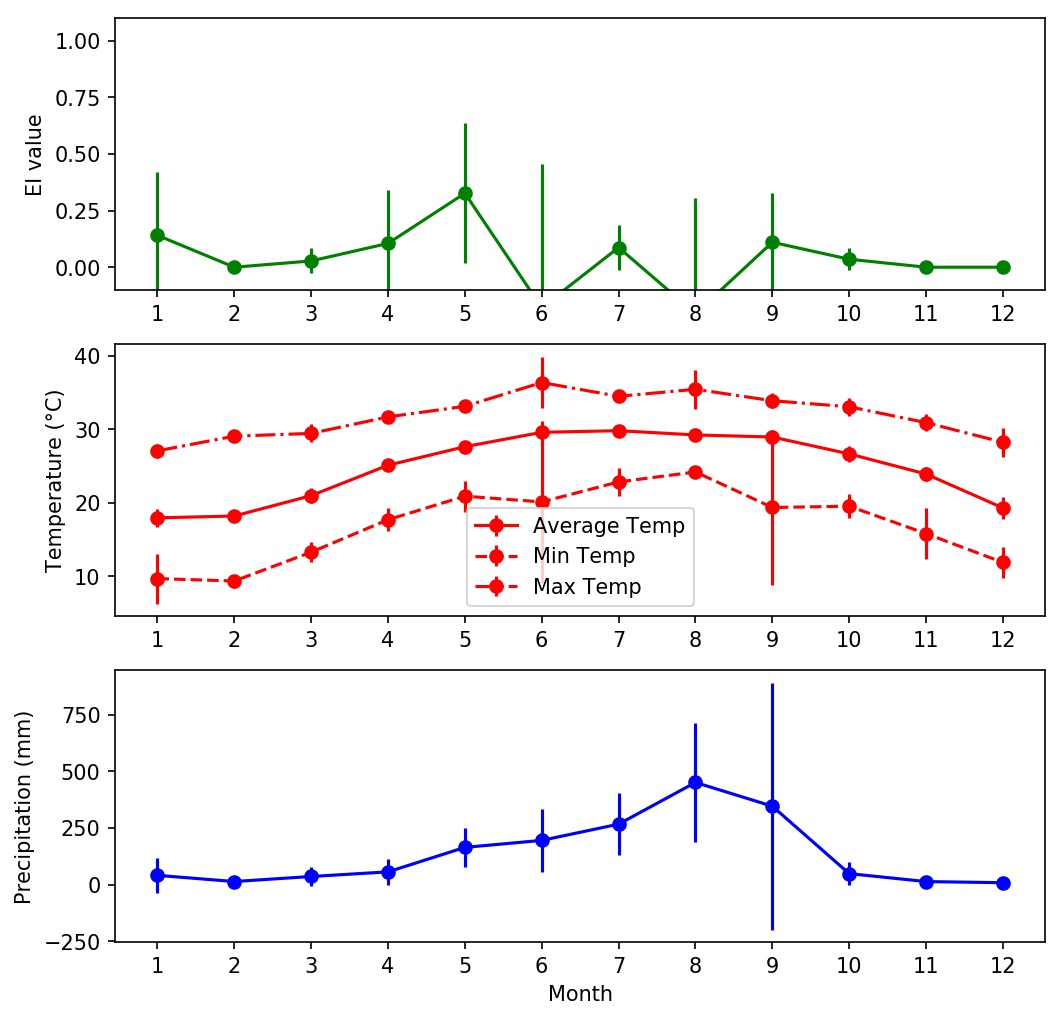 1.00
0.75
0.50
0.25
0.00
EI value
1 2 3 4 5 6 7 8 9 10 11 12
40
30
20
10
Temperature (°C)
Average Temp
Min Temp
Max Temp
1 2 3 4 5 6 7 8 9 10 11 12
750
500
250
0
−250
Precipitation (mm)
1 2 3 4 5 6 7 8 9 10 11 12
Month